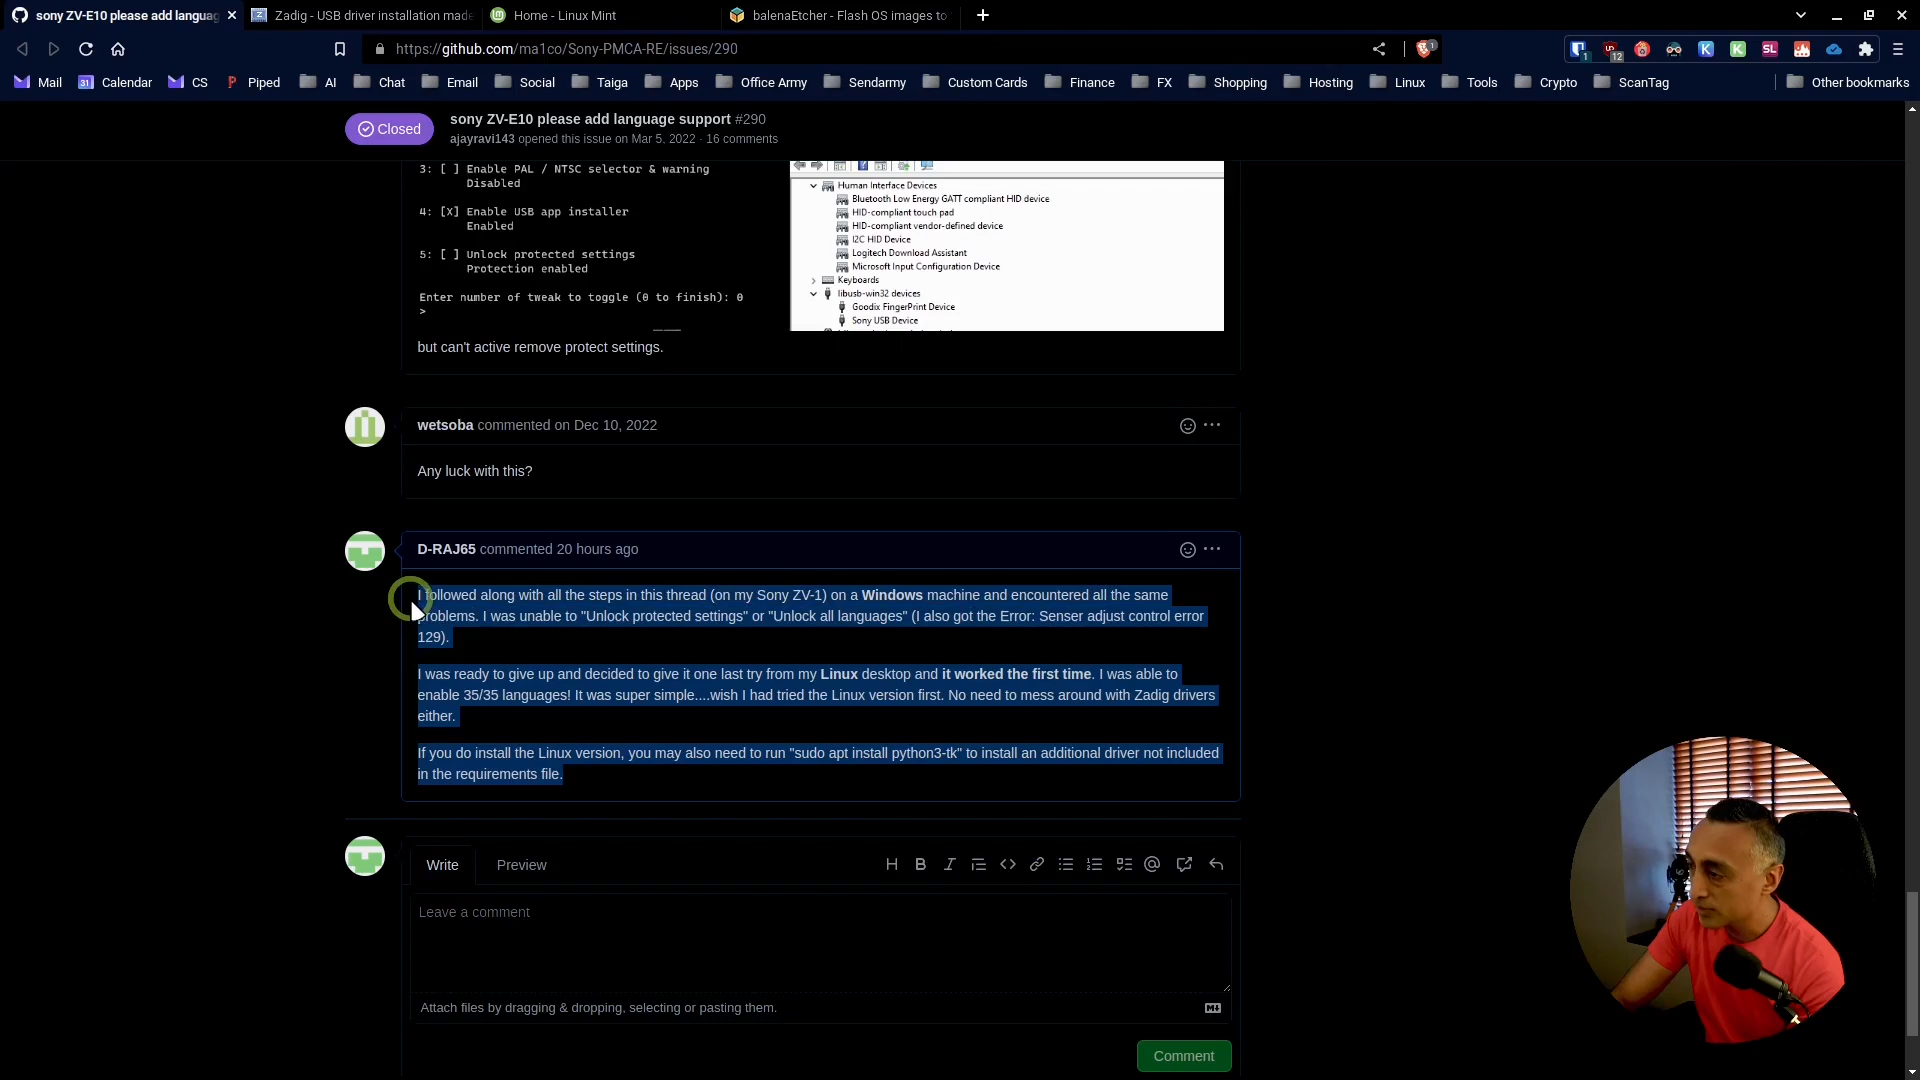 sony ZV-E10 please add languag
Zadig - USB driver installation made
Home - Linux Mint
balenaEtcher - Flash OS images to
https://github.com/ma1co/Sony-PMCA-RE/issues/290
1
1
12
SL
Mail
31 Calendar
CS
Piped
AI
Chat
Email
Social
Taiga
Apps
Office Army
Sendarmy
Custom Cards
Finance
FX
Shopping
Hosting
Linux
Tools
Crypto
ScanTag
Other bookmarks
Closed
sony ZV-E10 please add language support #290
ajayravi143 opened this issue on Mar 5, 2022 · 16 comments
3: [ ] Enable PAL / NTSC selector & warning
Disabled
4: [X] Enable USB app installer
Enabled
5: [ ] Unlock protected settings
Protection enabled
Enter number of tweak to toggle (0 to finish): 0
>
Human Interface Devices
Bluetooth Low Energy GATT compliant HID device
HID-compliant touch pad
HID-compliant vendor-defined device
I2C HID Device
Logitech Download Assistant
Microsoft Input Configuration Device
Keyboards
libusb-win32 devices
Goodix FingerPrint Device
Sony USB Device
but can't active remove protect settings.
wetsoba commented on Dec 10, 2022
Any luck with this?
D-RAJ65 commented 20 hours ago
I followed along with all the steps in this thread (on my Sony ZV-1) on a Windows machine and encountered all the same
problems. I was unable to "Unlock protected settings" or "Unlock all languages" (I also got the Error: Senser adjust control error
129).
I was ready to give up and decided to give it one last try from my Linux desktop and it worked the first time. I was able to
enable 35/35 languages! It was super simple....wish I had tried the Linux version first. No need to mess around with Zadig drivers
either.
If you do install the Linux version, you may also need to run "sudo apt install python3-tk" to install an additional driver not included
in the requirements file.
Write
Preview
Leave a comment
Attach files by dragging & dropping, selecting or pasting them.
Comment